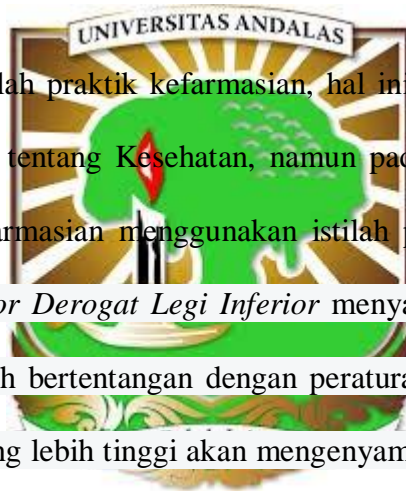 UNIVERSITAS ANDALAS
lah praktik kefarmasian, hal ini
tentang Kesehatan, namun pad
armasian menggunakan istilah p
or Derogat Legi Inferior menya
h bertentangan dengan peratura
ng lebih tinggi akan mengenyam